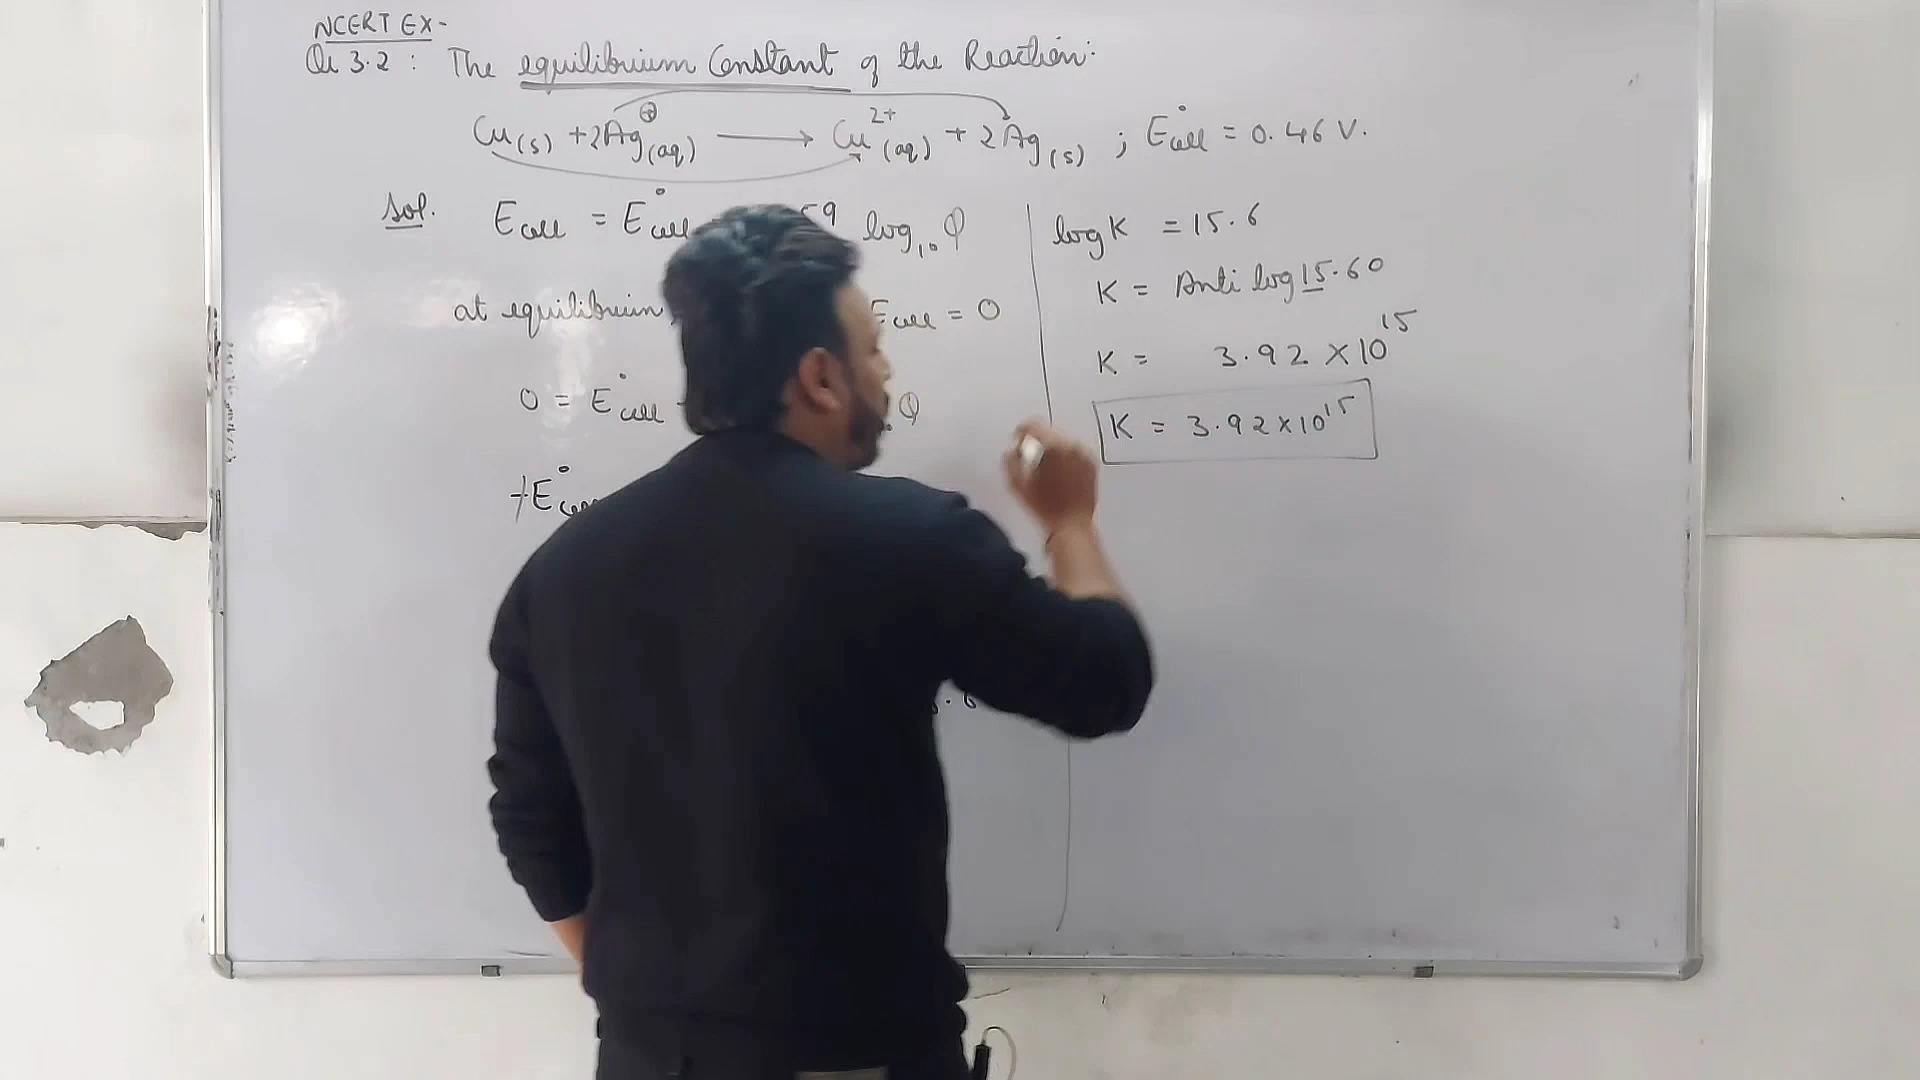 NCERT EX-
Qu 3.2 : The equilibrium Constant of the Reaction:
Cu(s) + 2Ag⊕(aq) ⟶ Cu²⁺(aq) + 2Ag(s) ; E°cell = 0.46 V.
Sol. Ecell = E°cell 59 log₁₀ Q
at equilibrium, Ecell = 0
0 = E°cell Q
+E°cell
.6
log K = 15.6
K = Anti log 15.60
K = 3.92 × 10¹⁵
K = 3.92 × 10¹⁵